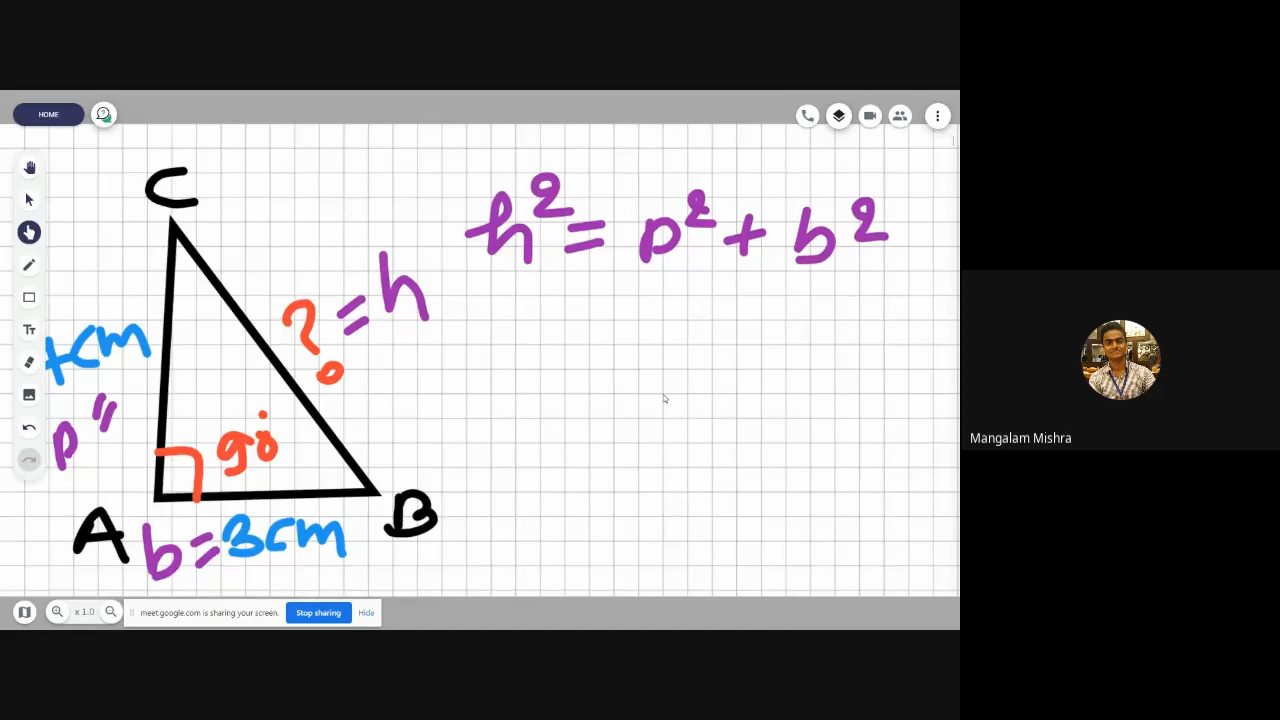 HOME
C
h² = p² + b²
? = h
cm
p =
90°
A
B
b = 3cm
Tт
x 1.0
meet.google.com is sharing your screen.
Stop sharing
Hide
Mangalam Mishra